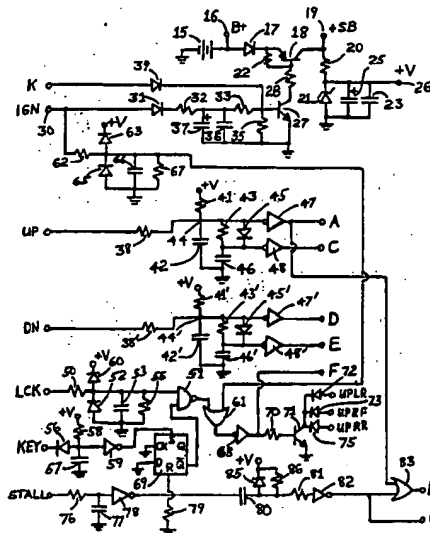 16 B+ 19 +SB
15 17 18 20 25 +V
22 28 21 26
K 39 27 23
IGN 31 32 33
30 +V 37 36 35
63
62 67
+V
41 43 45 47
UP 44 A
38 C
42 46 48
+V
41' 43' 45' 47'
DN 44' D
38' E
42' 46' 48'
+V 60 F
LCK 50 52 53 55 51 61 72
UPLR
73
+V 70 71 UPRF
KEY 56 58 68 UPRR
75
57 59 Q
69 R +V 86 83
85 81 82
STALL
76 77 78 79 80